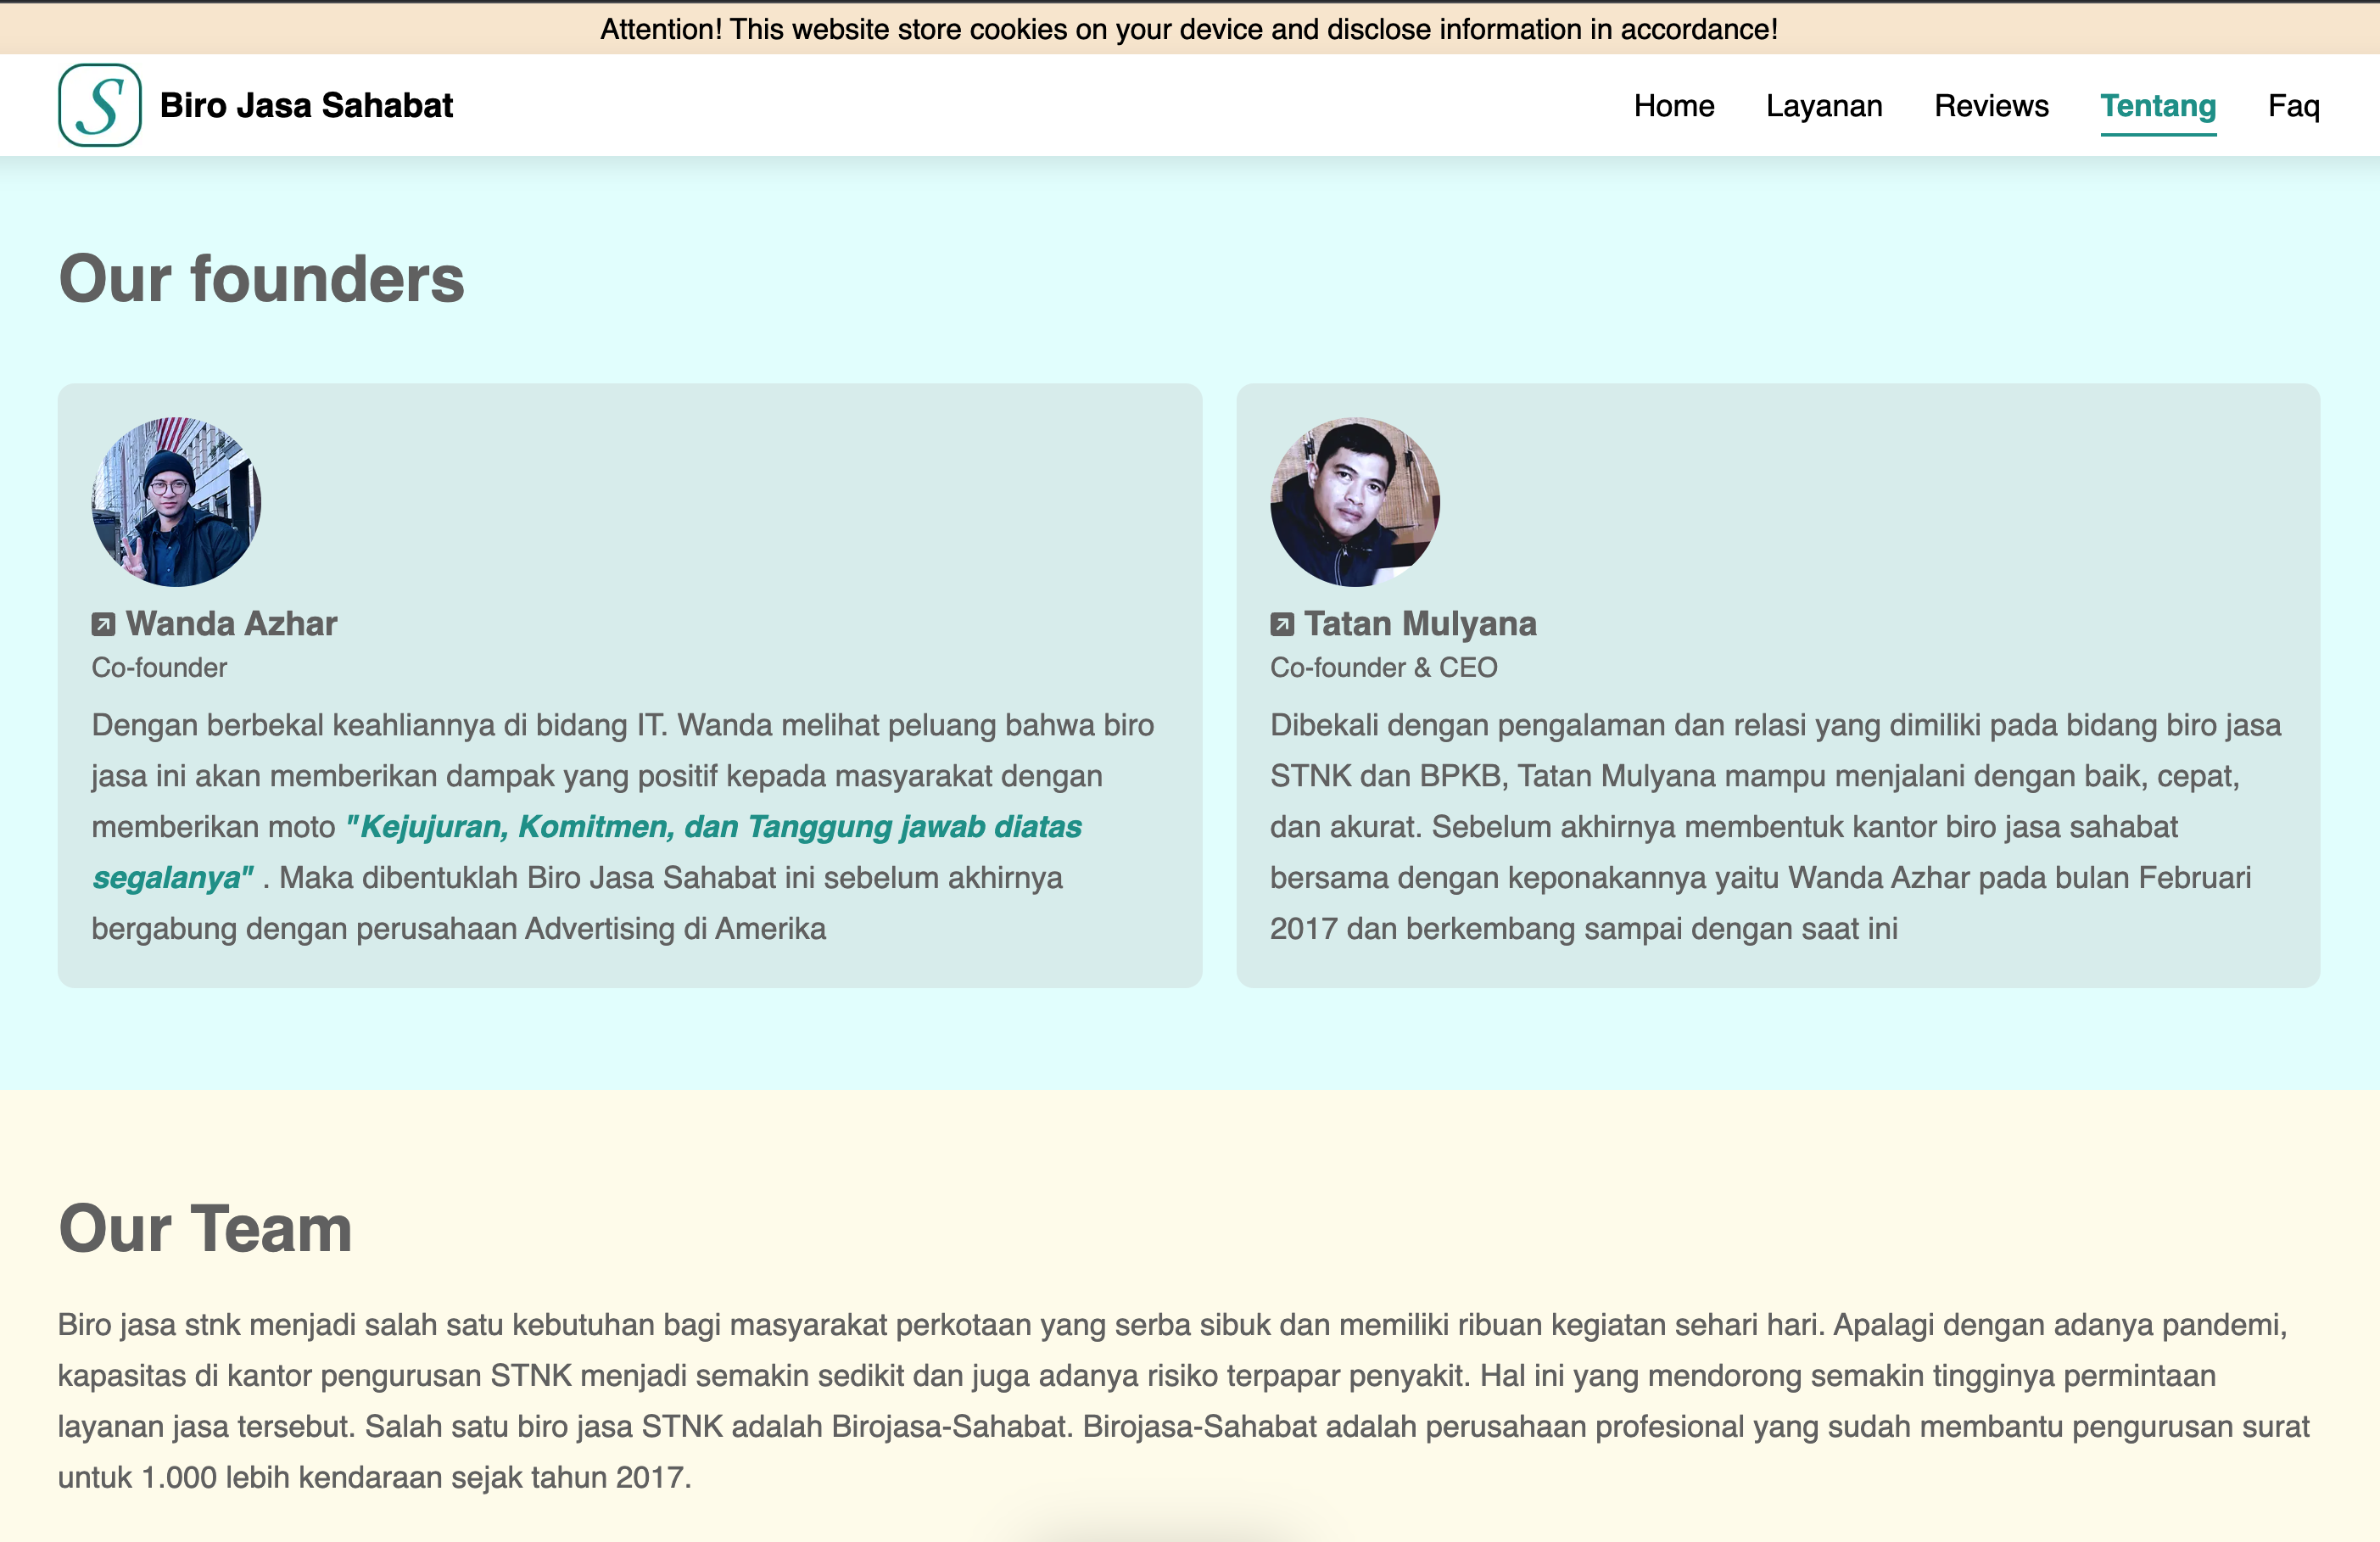 Attention! This website store cookies on your device and disclose information in accordance!
S
Biro Jasa Sahabat
Home
Layanan
Reviews
Tentang
Faq
Our founders
Wanda Azhar
Co-founder
Dengan berbekal keahliannya di bidang IT. Wanda melihat peluang bahwa biro
jasa ini akan memberikan dampak yang positif kepada masyarakat dengan
memberikan moto "Kejujuran, Komitmen, dan Tanggung jawab diatas
segalanya" . Maka dibentuklah Biro Jasa Sahabat ini sebelum akhirnya
bergabung dengan perusahaan Advertising di Amerika
Tatan Mulyana
Co-founder & CEO
Dibekali dengan pengalaman dan relasi yang dimiliki pada bidang biro jasa
STNK dan BPKB, Tatan Mulyana mampu menjalani dengan baik, cepat,
dan akurat. Sebelum akhirnya membentuk kantor biro jasa sahabat
bersama dengan keponakannya yaitu Wanda Azhar pada bulan Februari
2017 dan berkembang sampai dengan saat ini
Our Team
Biro jasa stnk menjadi salah satu kebutuhan bagi masyarakat perkotaan yang serba sibuk dan memiliki ribuan kegiatan sehari hari. Apalagi dengan adanya pandemi,
kapasitas di kantor pengurusan STNK menjadi semakin sedikit dan juga adanya risiko terpapar penyakit. Hal ini yang mendorong semakin tingginya permintaan
layanan jasa tersebut. Salah satu biro jasa STNK adalah Birojasa-Sahabat. Birojasa-Sahabat adalah perusahaan profesional yang sudah membantu pengurusan surat
untuk 1.000 lebih kendaraan sejak tahun 2017.